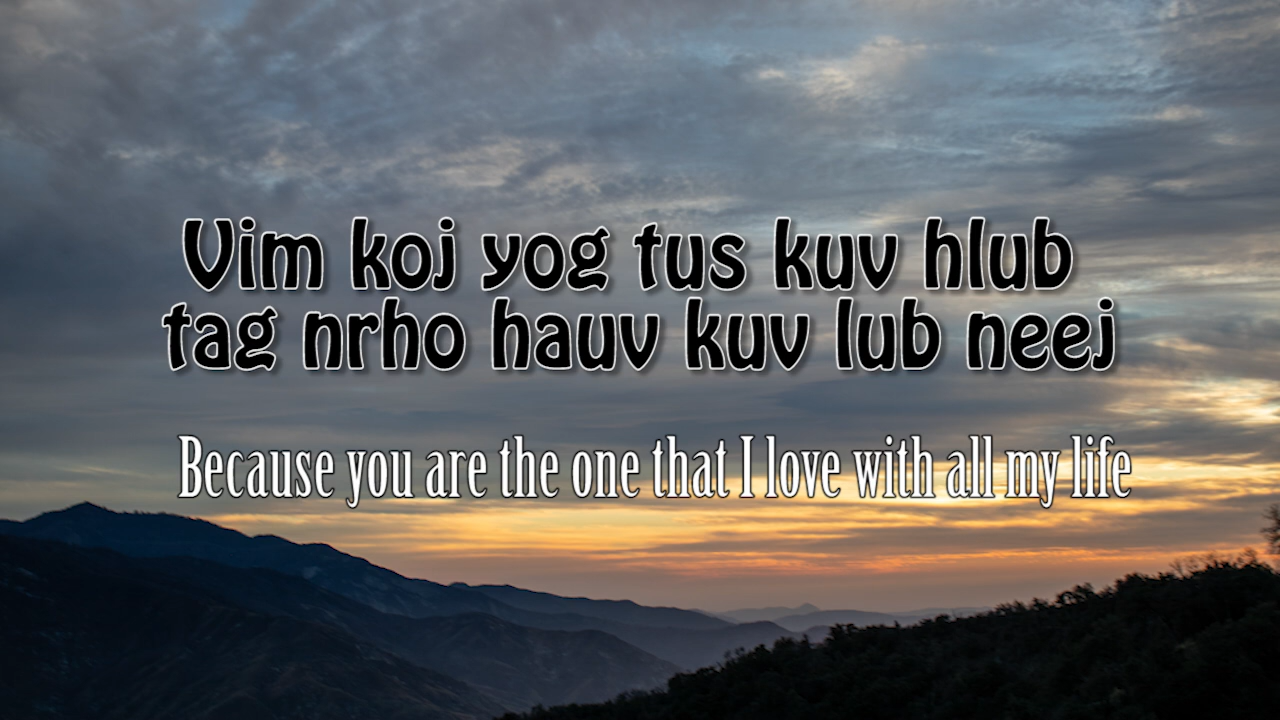 Vim koj yog tus kuv hlub
tag nrho hauv kuv lub neej
Because you are the one that I love with all my life